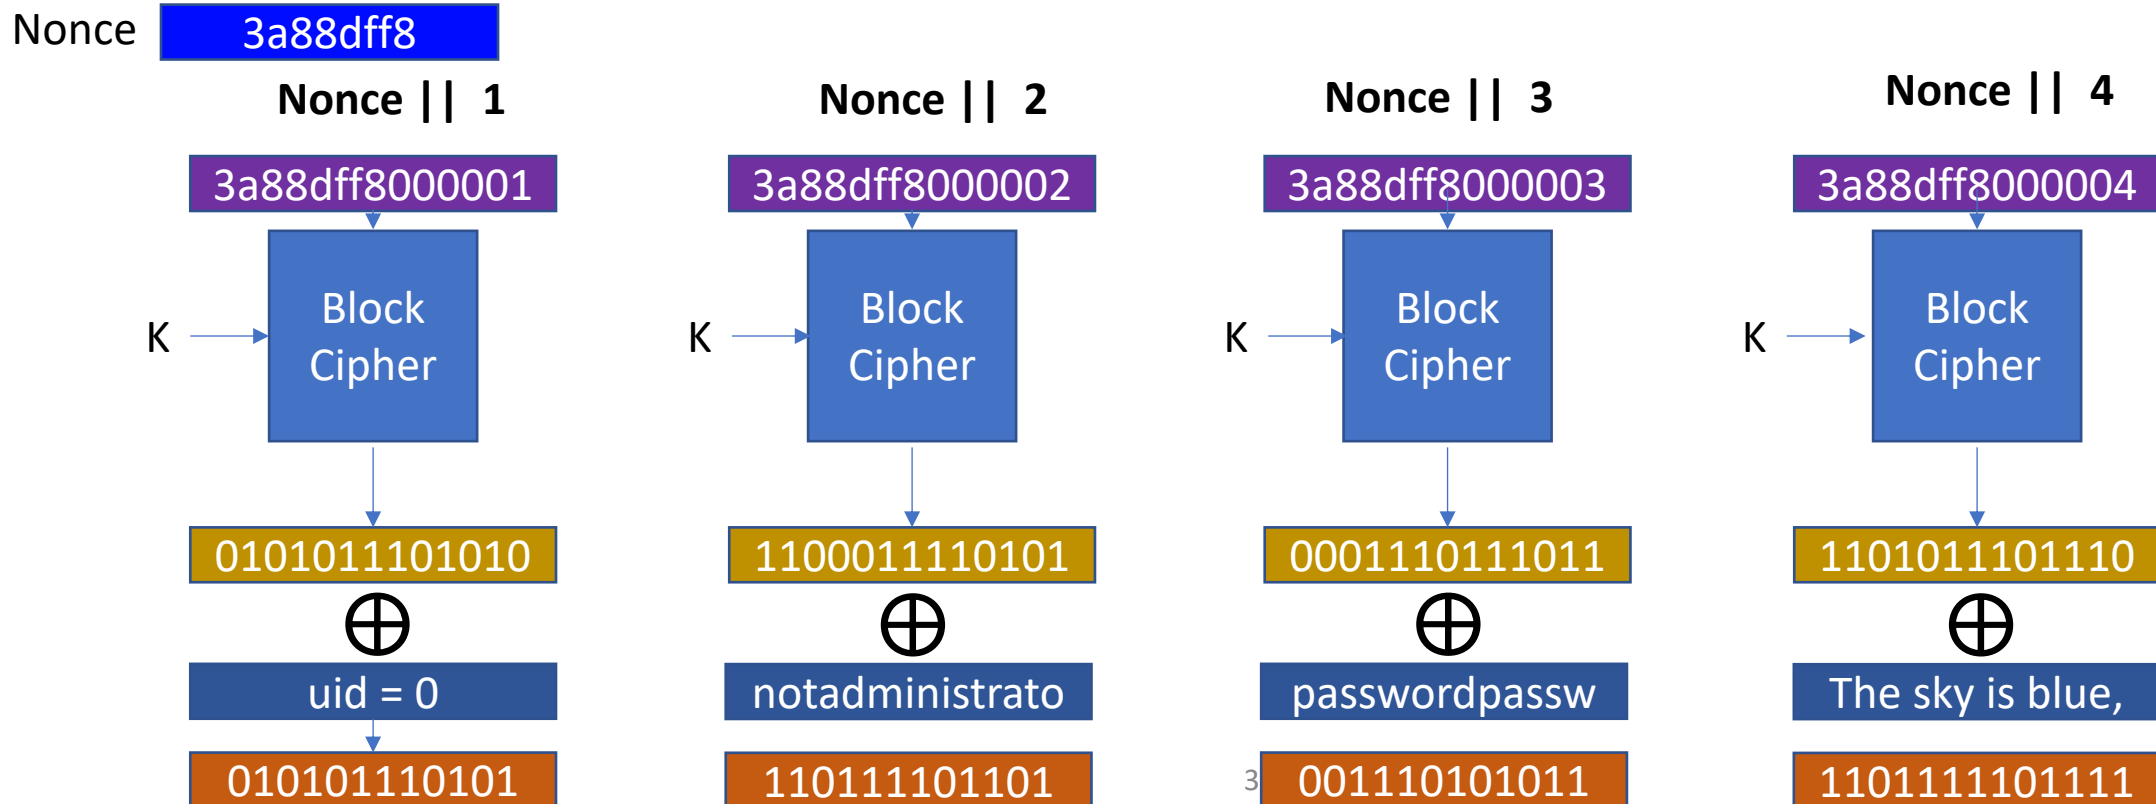 Nonce 3a88dff8
Nonce || 1
Nonce || 2
Nonce || 3
Nonce || 4
3a88dff8000001
3a88dff8000002
3a88dff8000003
3a88dff8000004
K
Block
Cipher
K
Block
Cipher
K
Block
Cipher
K
Block
Cipher
0101011101010
1100011110101
0001110111011
1101011101110
uid = 0
notadministrato
passwordpassw
The sky is blue,
010101110101
110111101101
3
001110101011
1101111101111